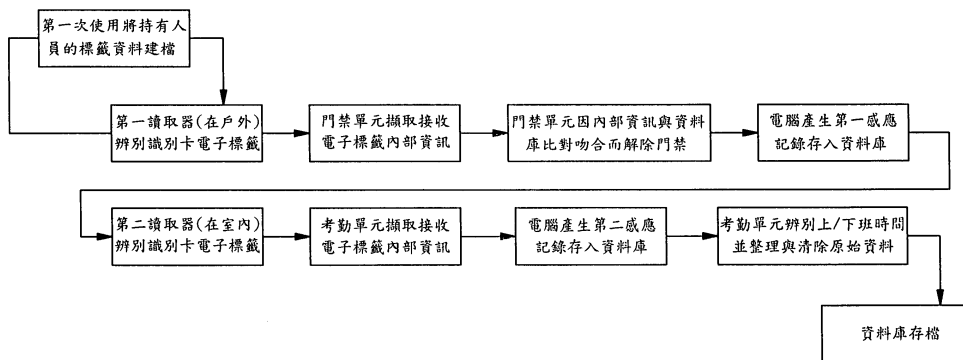 第一次使用將持有人
員的標籤資料建檔
第一讀取器(在戶外)
辨別識別卡電子標籤
門禁單元擷取接收
電子標籤內部資訊
門禁單元因內部資訊與資料
庫比對吻合而解除門禁
電腦產生第一感應
記錄存入資料庫
第二讀取器(在室內)
辨別識別卡電子標籤
考勤單元擷取接收
電子標籤內部資訊
電腦產生第二感應
記錄存入資料庫
考勤單元辨別上/下班時間
並整理與清除原始資料
資料庫存檔